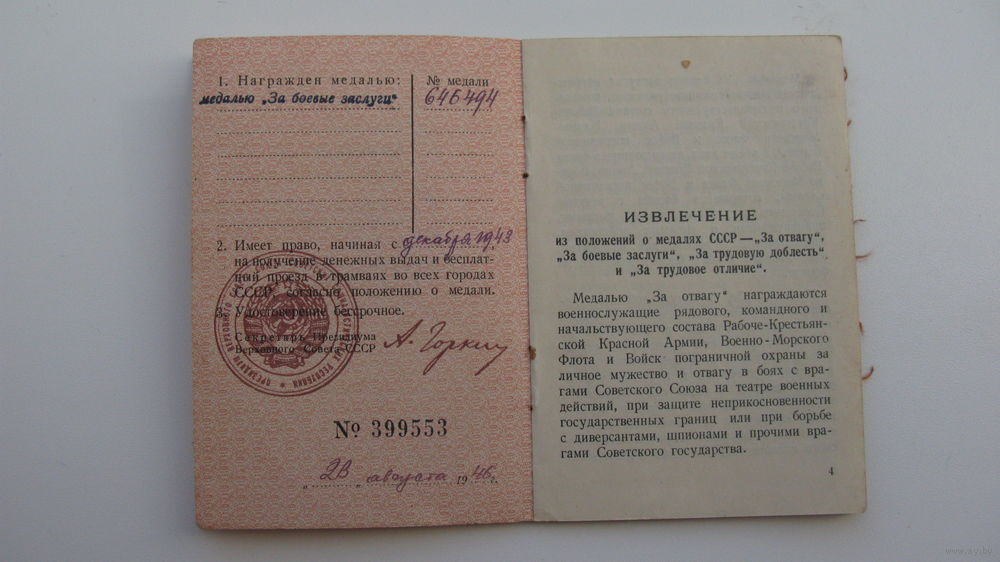 1. Награжден медалью:
№ медали
медалью „За боевые заслуги“
646494
2. Имеет право, начиная с декабря 1943
на получение денежных выдач и бесплат-
ный проезд в трамваях во всех городах
СССР согласно положению о медали.
3. Удостоверение бессрочное.
Секретарь Президиума
Верховного Совета СССР
А. Горкин
№ 399553
„28„ августа 1946 г.
ИЗВЛЕЧЕНИЕ
из положений о медалях СССР—„За отвагу“,
„За боевые заслуги“, „За трудовую доблесть“
и „За трудовое отличие“.
Медалью „За отвагу“ награждаются
военнослужащие рядового, командного и
начальствующего состава Рабоче-Крестьян-
ской Красной Армии, Военно-Морского
Флота и Войск пограничной охраны за
личное мужество и отвагу в боях с вра-
гами Советского Союза на театре военных
действий, при защите неприкосновенности
государственных границ или при борьбе
с диверсантами, шпионами и прочими вра-
гами Советского государства.
4
www.ay.by